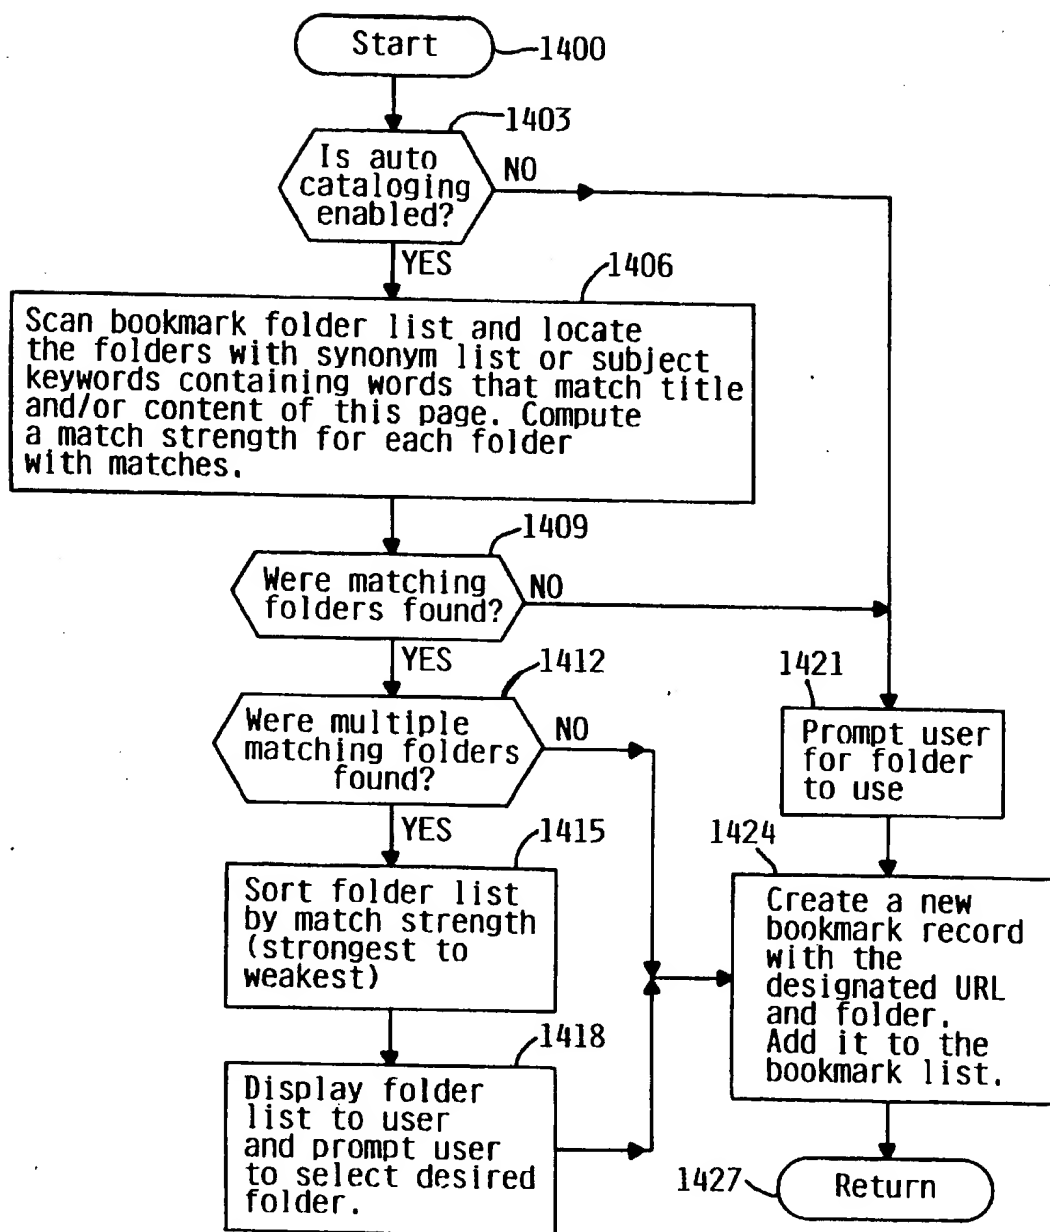 Start
1400
1403
Is auto
cataloging
enabled?
NO
YES
1406
Scan bookmark folder list and locate
the folders with synonym list or subject
keywords containing words that match title
and/or content of this page. Compute
a match strength for each folder
with matches.
1409
Were matching
folders found?
NO
YES
1412
Were multiple
matching folders
found?
NO
YES
1421
Prompt user
for folder
to use
1415
Sort folder list
by match strength
(strongest to
weakest)
1424
Create a new
bookmark record
with the
designated URL
and folder.
Add it to the
bookmark list.
1418
Display folder
list to user
and prompt user
to select desired
folder.
1427
Return